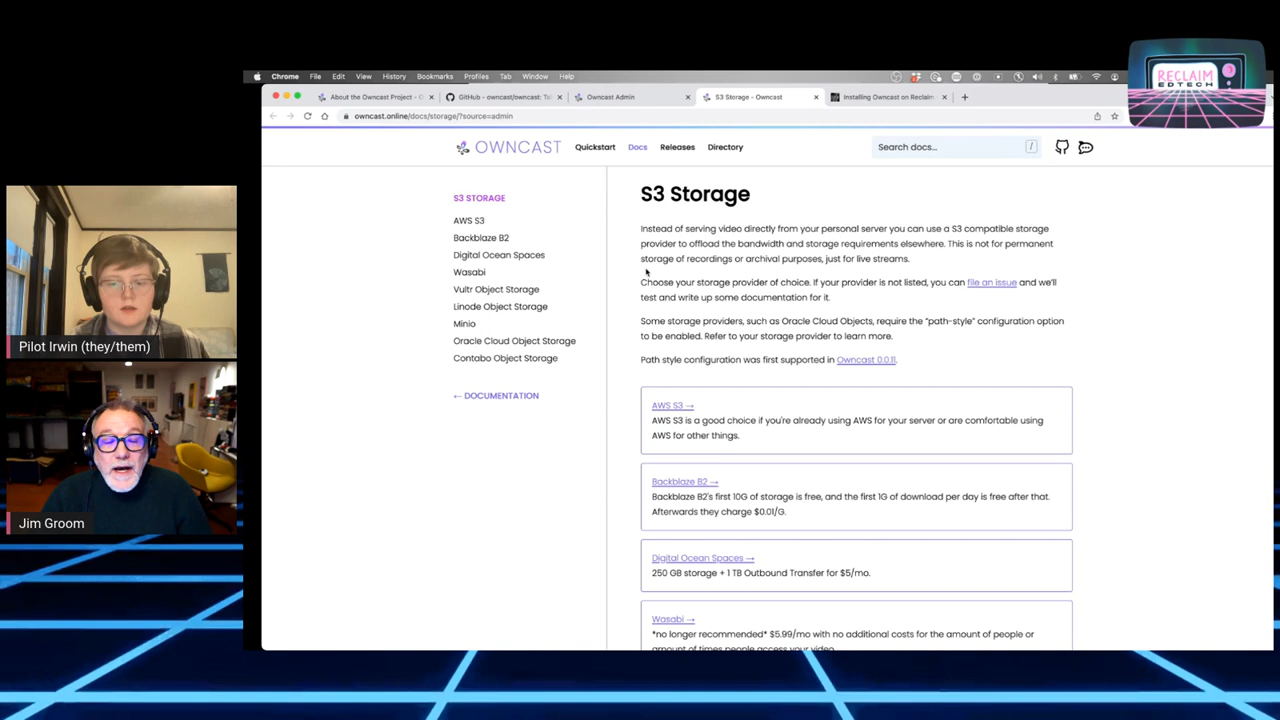 Chrome File Edit View History Bookmarks Profiles Tab Window Help
RECLAIM
EDTECH
About the Owncast Project -
GitHub - owncast/owncast:
Owncast Admin
S3 Storage - Owncast
Installing Owncast on Reclaim
owncast.online/docs/storage/?source=admin
OWNCAST
Quickstart
Docs
Releases
Directory
Search docs...
/
S3 STORAGE
AWS S3
Backblaze B2
Digital Ocean Spaces
Wasabi
Vultr Object Storage
Linode Object Storage
Minio
Oracle Cloud Object Storage
Contabo Object Storage
← DOCUMENTATION
S3 Storage
Instead of serving video directly from your personal server you can use a S3 compatible storage
provider to offload the bandwidth and storage requirements elsewhere. This is not for permanent
storage of recordings or archival purposes, just for live streams.
Choose your storage provider of choice. If your provider is not listed, you can file an issue and we'll
test and write up some documentation for it.
Some storage providers, such as Oracle Cloud Objects, require the "path-style" configuration option
to be enabled. Refer to your storage provider to learn more.
Path style configuration was first supported in Owncast 0.0.11.
AWS S3 →
AWS S3 is a good choice if you're already using AWS for your server or are comfortable using
AWS for other things.
Backblaze B2 →
Backblaze B2's first 10G of storage is free, and the first 1G of download per day is free after that.
Afterwards they charge $0.01/G.
Digital Ocean Spaces →
250 GB storage + 1 TB Outbound Transfer for $5/mo.
Wasabi →
*no longer recommended* $5.99/mo with no additional costs for the amount of people or
amount of times people access your video
Pilot Irwin (they/them)
Jim Groom